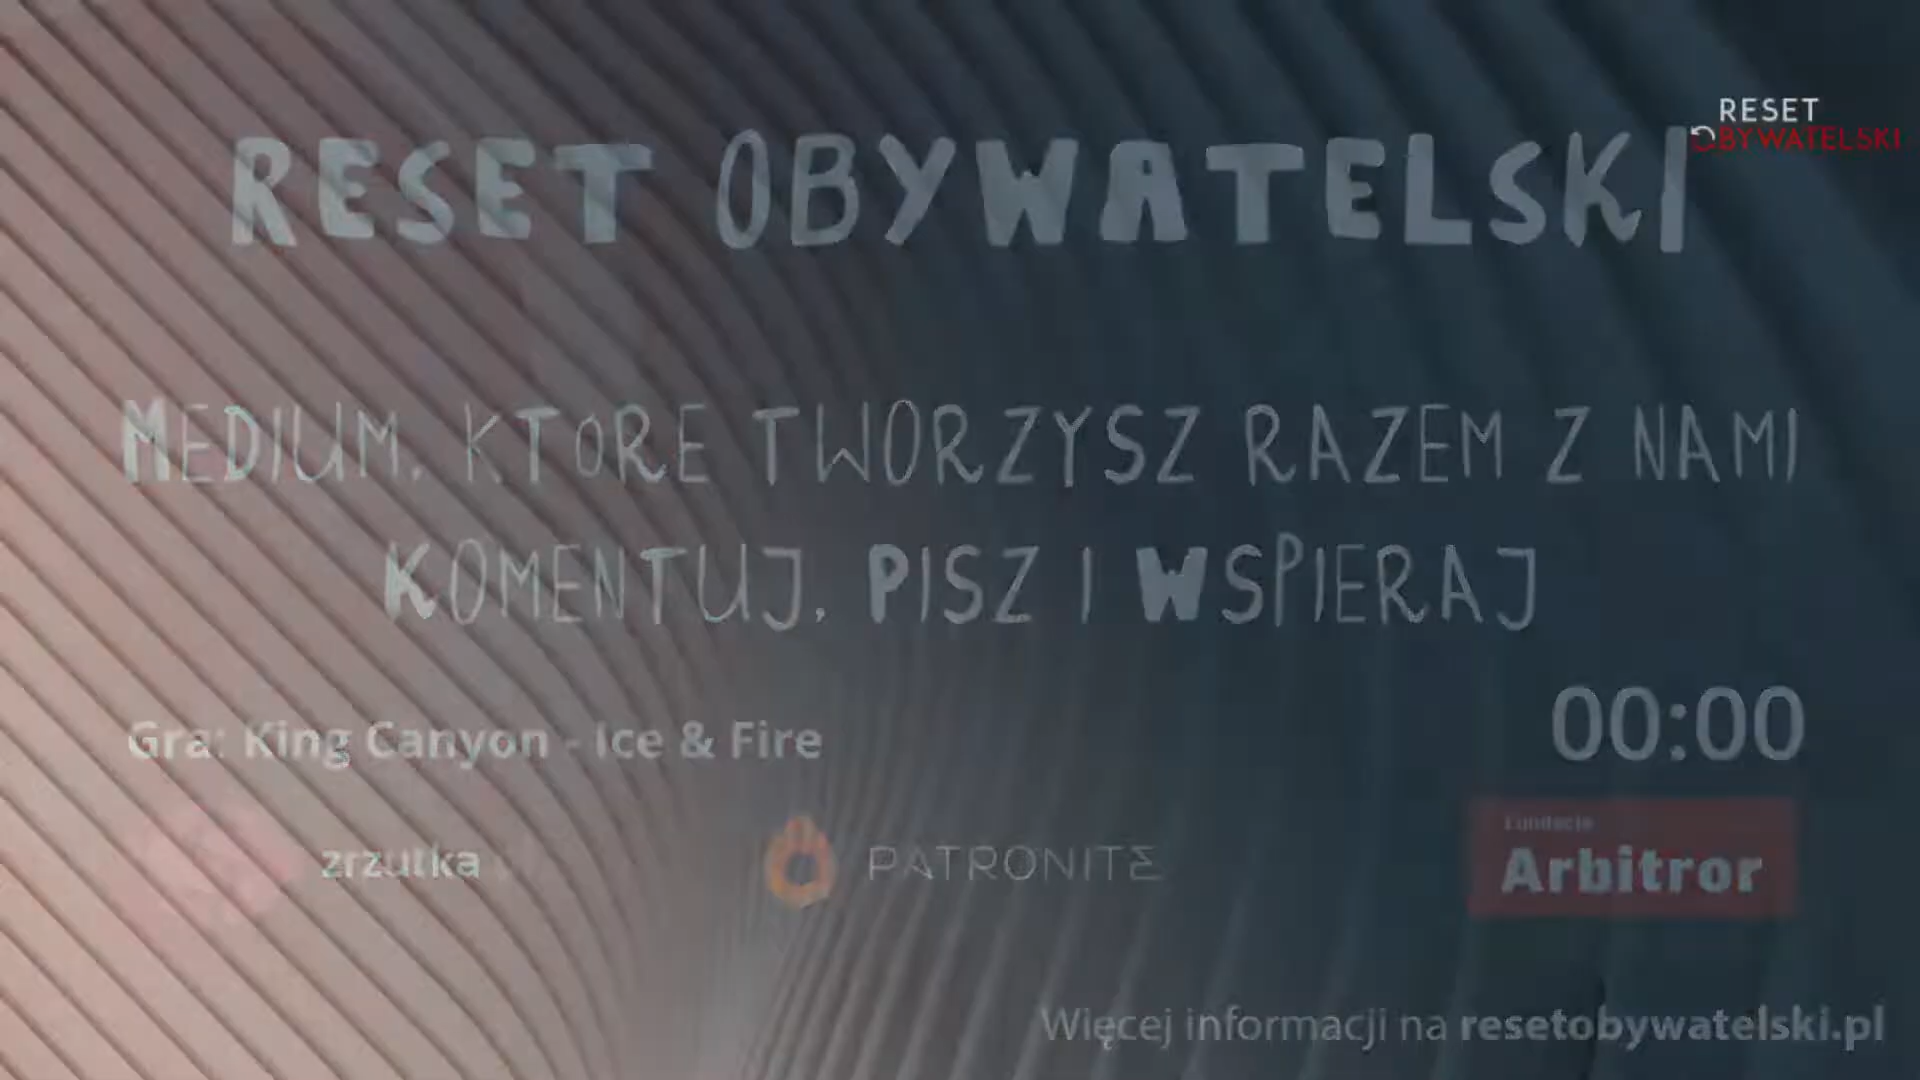 RESET
OBYWATELSKI
RESET OBYWATELSKI
MEDIUM, KTÓRE TWORZYSZ RAZEM Z NAMI
KOMENTUJ, PISZ I WSPIERAJ
Gra: King Canyon - Ice & Fire
00:00
zrzutka
PATRONITE
Fundacja
Arbitror
Więcej informacji na resetobywatelski.pl